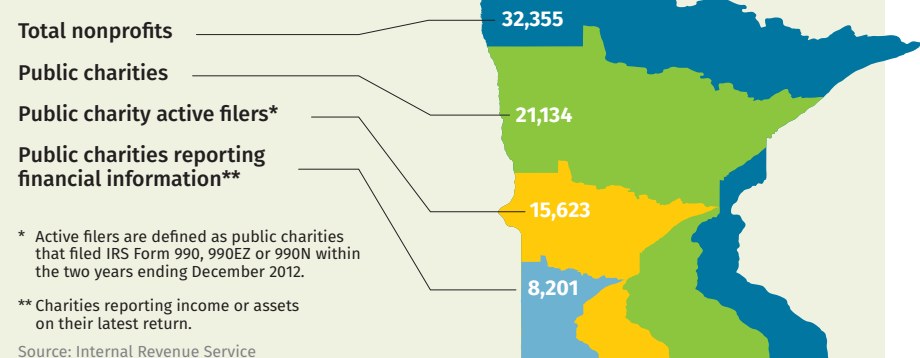 Total nonprofits
32,355
Public charities
21,134
Public charity active filers*
15,623
Public charities reporting
financial information**
8,201
* Active filers are defined as public charities
that filed IRS Form 990, 990EZ or 990N within
the two years ending December 2012.
** Charities reporting income or assets
on their latest return.
Source: Internal Revenue Service